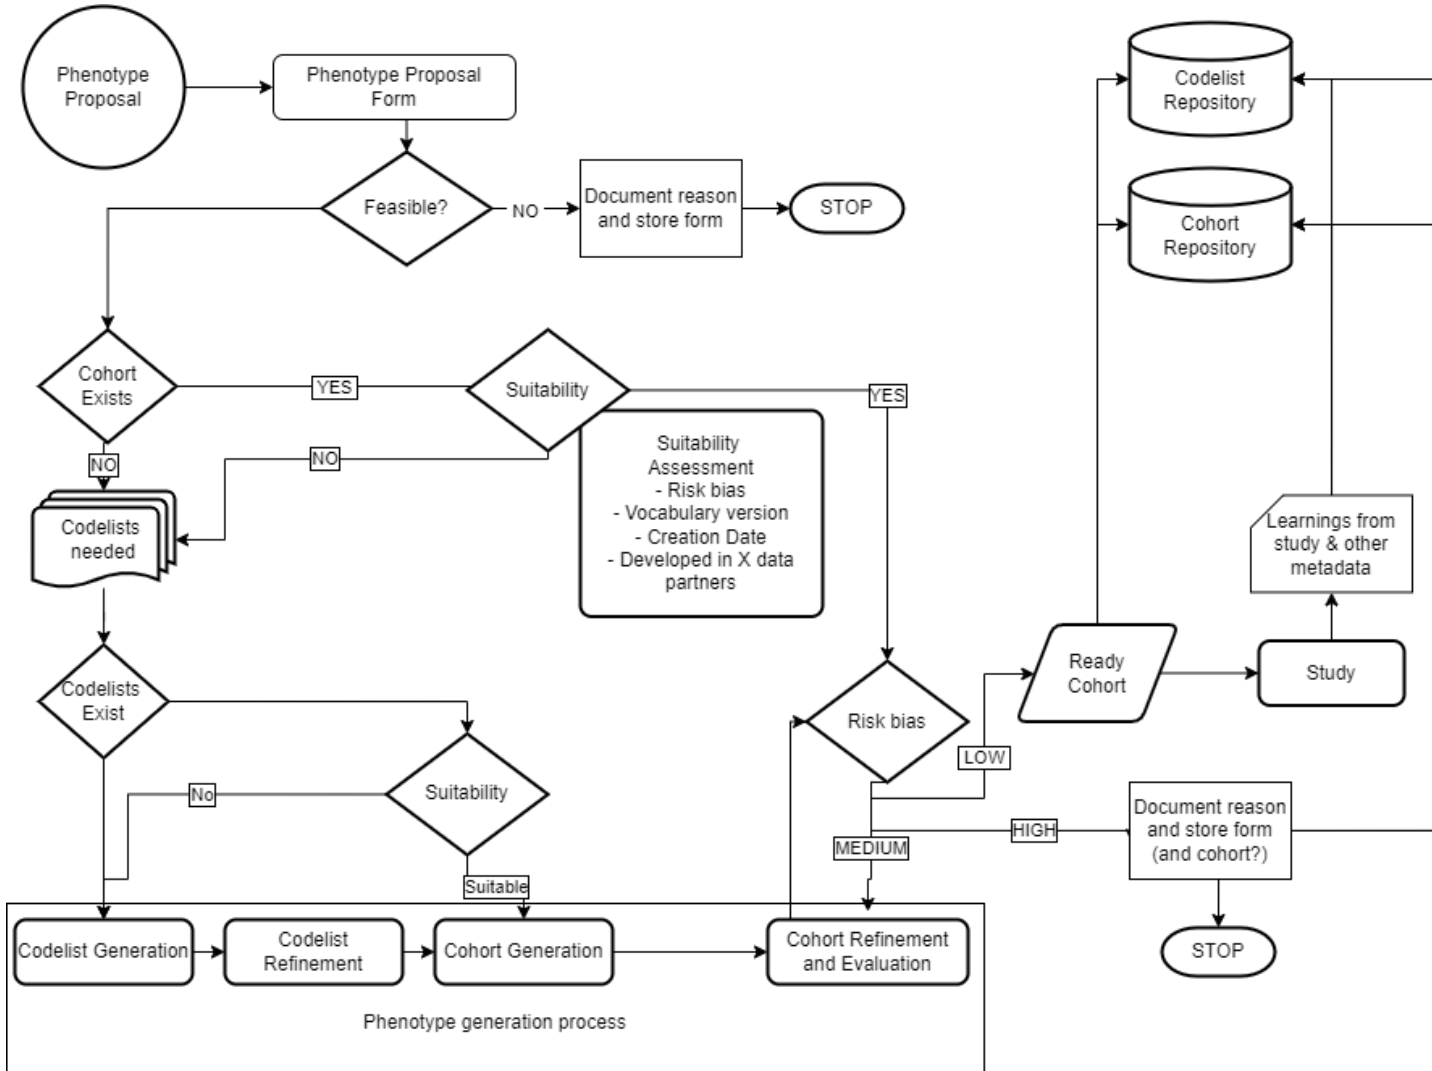 Phenotype
Proposal
Phenotype Proposal
Form
Codelist
Repository
Feasible?
NO
Document reason
and store form
STOP
Cohort
Repository
Cohort
Exists
YES
Suitability
YES
NO
NO
Suitability
Assessment
- Risk bias
- Vocabulary version
- Creation Date
- Developed in X data
partners
Codelists
needed
Learnings from
study & other
metadata
Codelists
Exist
Ready
Cohort
Study
Risk bias
LOW
No
Suitability
MEDIUM
HIGH
Document reason
and store form
(and cohort?)
Suitable
STOP
Codelist Generation
Codelist
Refinement
Cohort Generation
Cohort Refinement
and Evaluation
Phenotype generation process